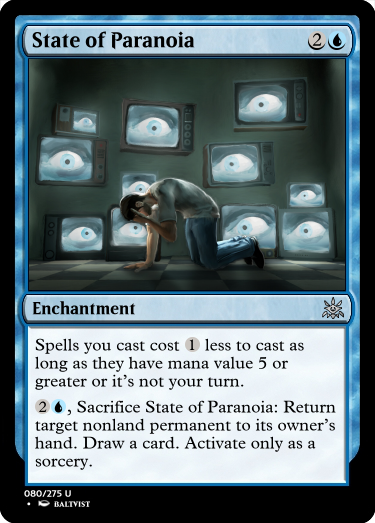 State of Paranoia 2
Enchantment
Spells you cast cost 1 less to cast as
long as they have mana value 5 or
greater or it's not your turn.
2, Sacrifice State of Paranoia: Return
target nonland permanent to its owner's
hand. Draw a card. Activate only as a
sorcery.
080/275 U
• BALTVIST